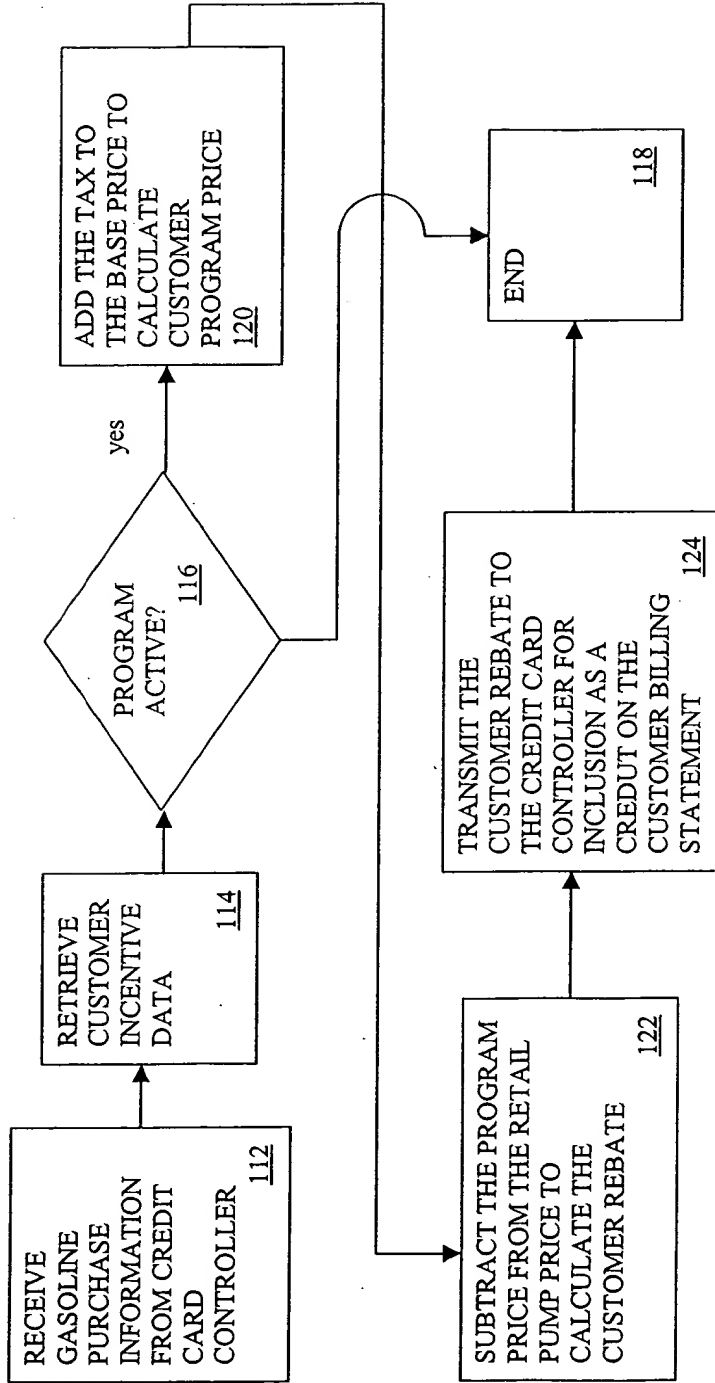 RECEIVE
GASOLINE
PURCHASE
INFORMATION
FROM CREDIT
CARD
CONTROLLER
112
RETRIEVE
CUSTOMER
INCENTIVE
DATA
114
PROGRAM
ACTIVE?
116
yes
ADD THE TAX TO
THE BASE PRICE TO
CALCULATE
CUSTOMER
PROGRAM PRICE
120
SUBTRACT THE PROGRAM
PRICE FROM THE RETAIL
PUMP PRICE TO
CALCULATE THE
CUSTOMER REBATE
122
TRANSMIT THE
CUSTOMER REBATE TO
THE CREDIT CARD
CONTROLLER FOR
INCLUSION AS A
CREDUT ON THE
CUSTOMER BILLING
STATEMENT
124
END
118